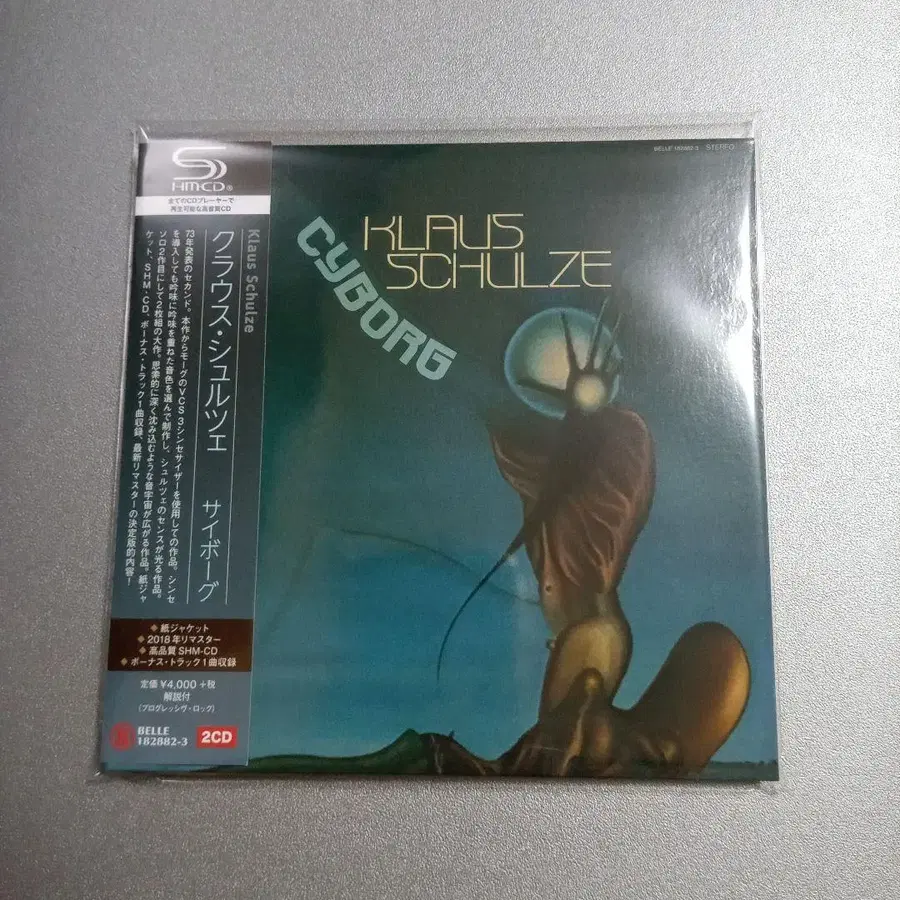 SHM-CD®
全てのCDプレーヤーで
再生可能な高音質CD
Klaus Schulze
クラウス・シュルツェ サイボーグ
73年発表のセカンド。本作からモーグのVCS 3シンセサイザーを使用しての作品。シンセ
を導入しても吟味に吟味を重ねた音色を選んで制作し、シュルツェのセンスが光る作品。
ソロ2作目にして2枚組の大作。思索的に深く沈み込むような音宇宙が広がる作品。紙ジャ
ケット、SHM-CD、ボーナス・トラック1曲収録、最新リマスターの決定版的内容!
◆ 紙ジャケット
◆ 2018年リマスター
◆ 高品質SHM-CD
◆ ボーナス・トラック1曲収録
定価 ¥4,000 +税
解説付
(プログレッシヴ・ロック)
BELLE
182882-3
2CD
BELLE 182882-3 STEREO
KLAUS
SCHULZE
CYBORG